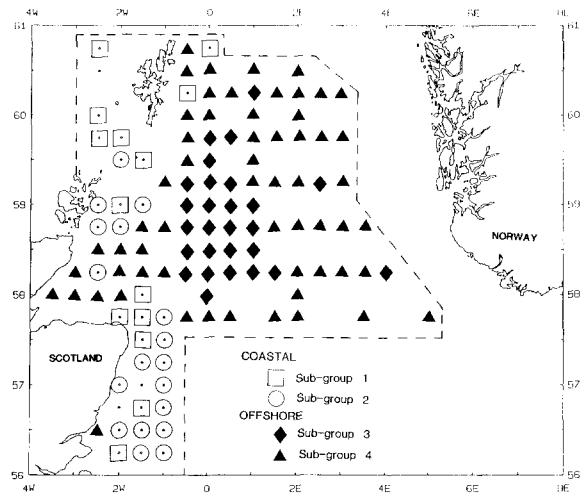 4W 2W 0 2E 4E 6E 8E
61 61
60 60
59 59
58 58
57 57
56 56
4W 2W 0 2E 4E 6E 8E
NORWAY
SCOTLAND
COASTAL
Sub-group 1
Sub-group 2
OFFSHORE
Sub-group 3
Sub-group 4